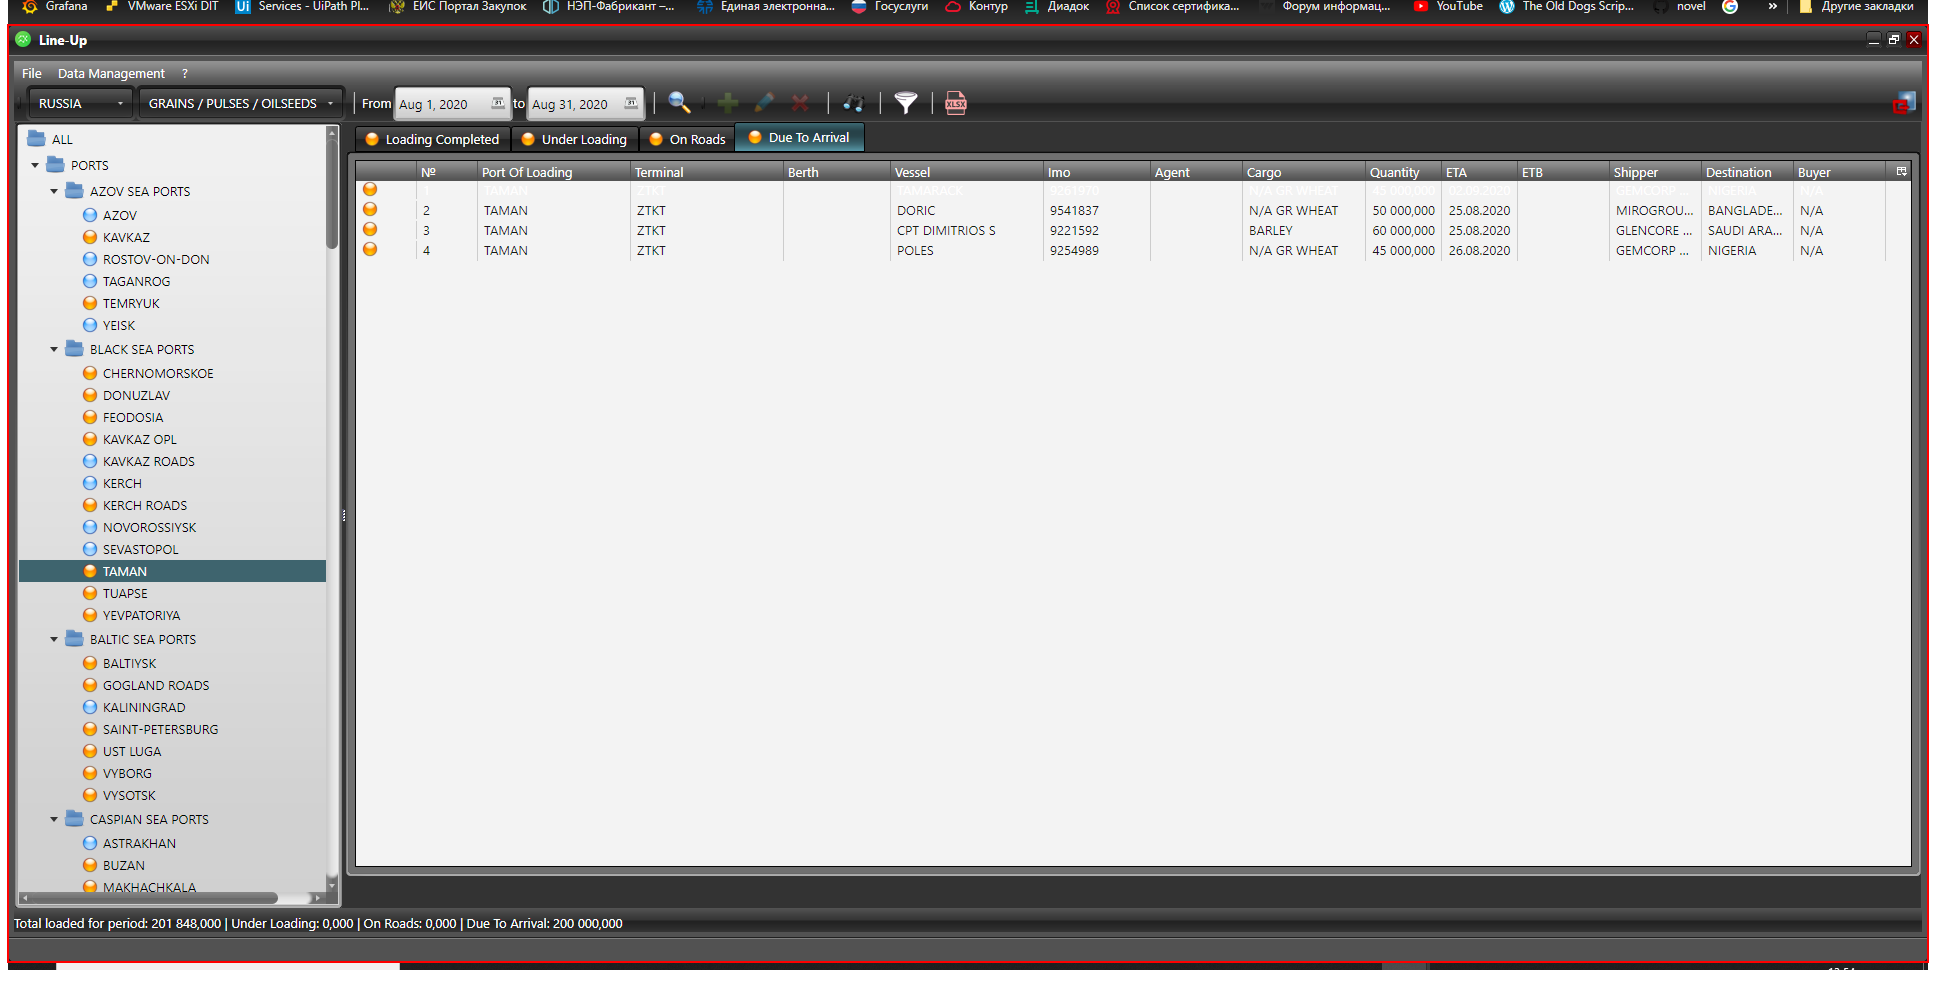 Grafana VMware ESXi DIT Services - UiPath Pl... ЕИС Портал Закупок НЭП-Фабрикант –... Единая электронна... Госуслуги Контур Диадок Список сертифика... Форум информац... YouTube The Old Dogs Scrip... novel » Другие закладки
Line-Up
File Data Management ?
RUSSIA GRAINS / PULSES / OILSEEDS From Aug 1, 2020 to Aug 31, 2020 XLSX
Loading Completed Under Loading On Roads Due To Arrival
№ Port Of Loading Terminal Berth Vessel Imo Agent Cargo Quantity ETA ETB Shipper Destination Buyer
1 TAMAN ZTKT TAMARACK 9261970 N/A GR WHEAT 45 000,000 02.09.2020 GEMCORP ... NIGERIA N/A
2 TAMAN ZTKT DORIC 9541837 N/A GR WHEAT 50 000,000 25.08.2020 MIROGROU... BANGLADE... N/A
3 TAMAN ZTKT CPT DIMITRIOS S 9221592 BARLEY 60 000,000 25.08.2020 GLENCORE ... SAUDI ARA... N/A
4 TAMAN ZTKT POLES 9254989 N/A GR WHEAT 45 000,000 26.08.2020 GEMCORP ... NIGERIA N/A
ALL
PORTS
AZOV SEA PORTS
AZOV
KAVKAZ
ROSTOV-ON-DON
TAGANROG
TEMRYUK
YEISK
BLACK SEA PORTS
CHERNOMORSKOE
DONUZLAV
FEODOSIA
KAVKAZ OPL
KAVKAZ ROADS
KERCH
KERCH ROADS
NOVOROSSIYSK
SEVASTOPOL
TAMAN
TUAPSE
YEVPATORIYA
BALTIC SEA PORTS
BALTIYSK
GOGLAND ROADS
KALININGRAD
SAINT-PETERSBURG
UST LUGA
VYBORG
VYSOTSK
CASPIAN SEA PORTS
ASTRAKHAN
BUZAN
MAKHACHKALA
Total loaded for period: 201 848,000 | Under Loading: 0,000 | On Roads: 0,000 | Due To Arrival: 200 000,000